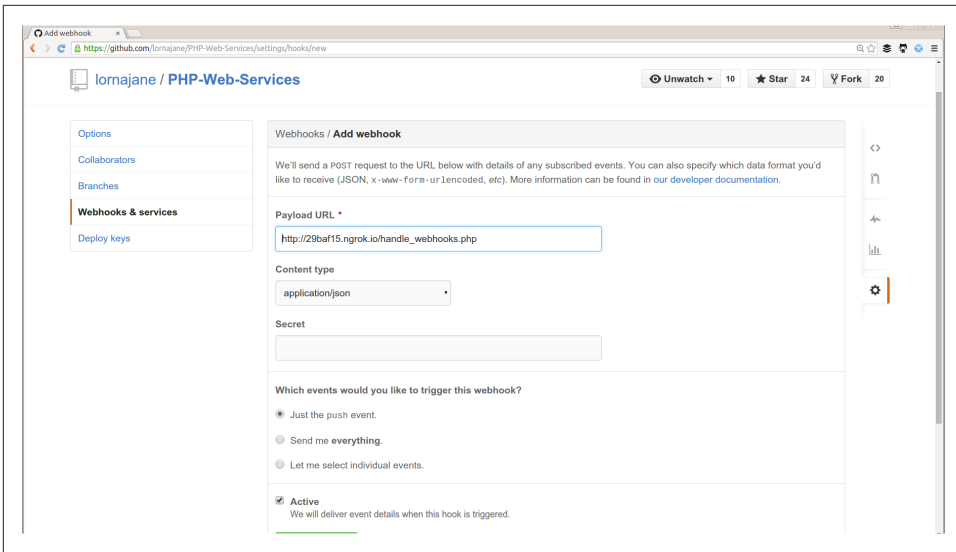 Add webhook
https://github.com/lornajane/PHP-Web-Services/settings/hooks/new
lornajane / PHP-Web-Services
Unwatch 10 Star 24 Fork 20
Options
Collaborators
Branches
Webhooks & services
Deploy keys
Webhooks / Add webhook
We'll send a POST request to the URL below with details of any subscribed events. You can also specify which data format you'd
like to receive (JSON, x-www-form-urlencoded, etc). More information can be found in our developer documentation.
Payload URL *
http://29baf15.ngrok.io/handle_webhooks.php
Content type
application/json
Secret
Which events would you like to trigger this webhook?
Just the push event.
Send me everything.
Let me select individual events.
Active
We will deliver event details when this hook is triggered.